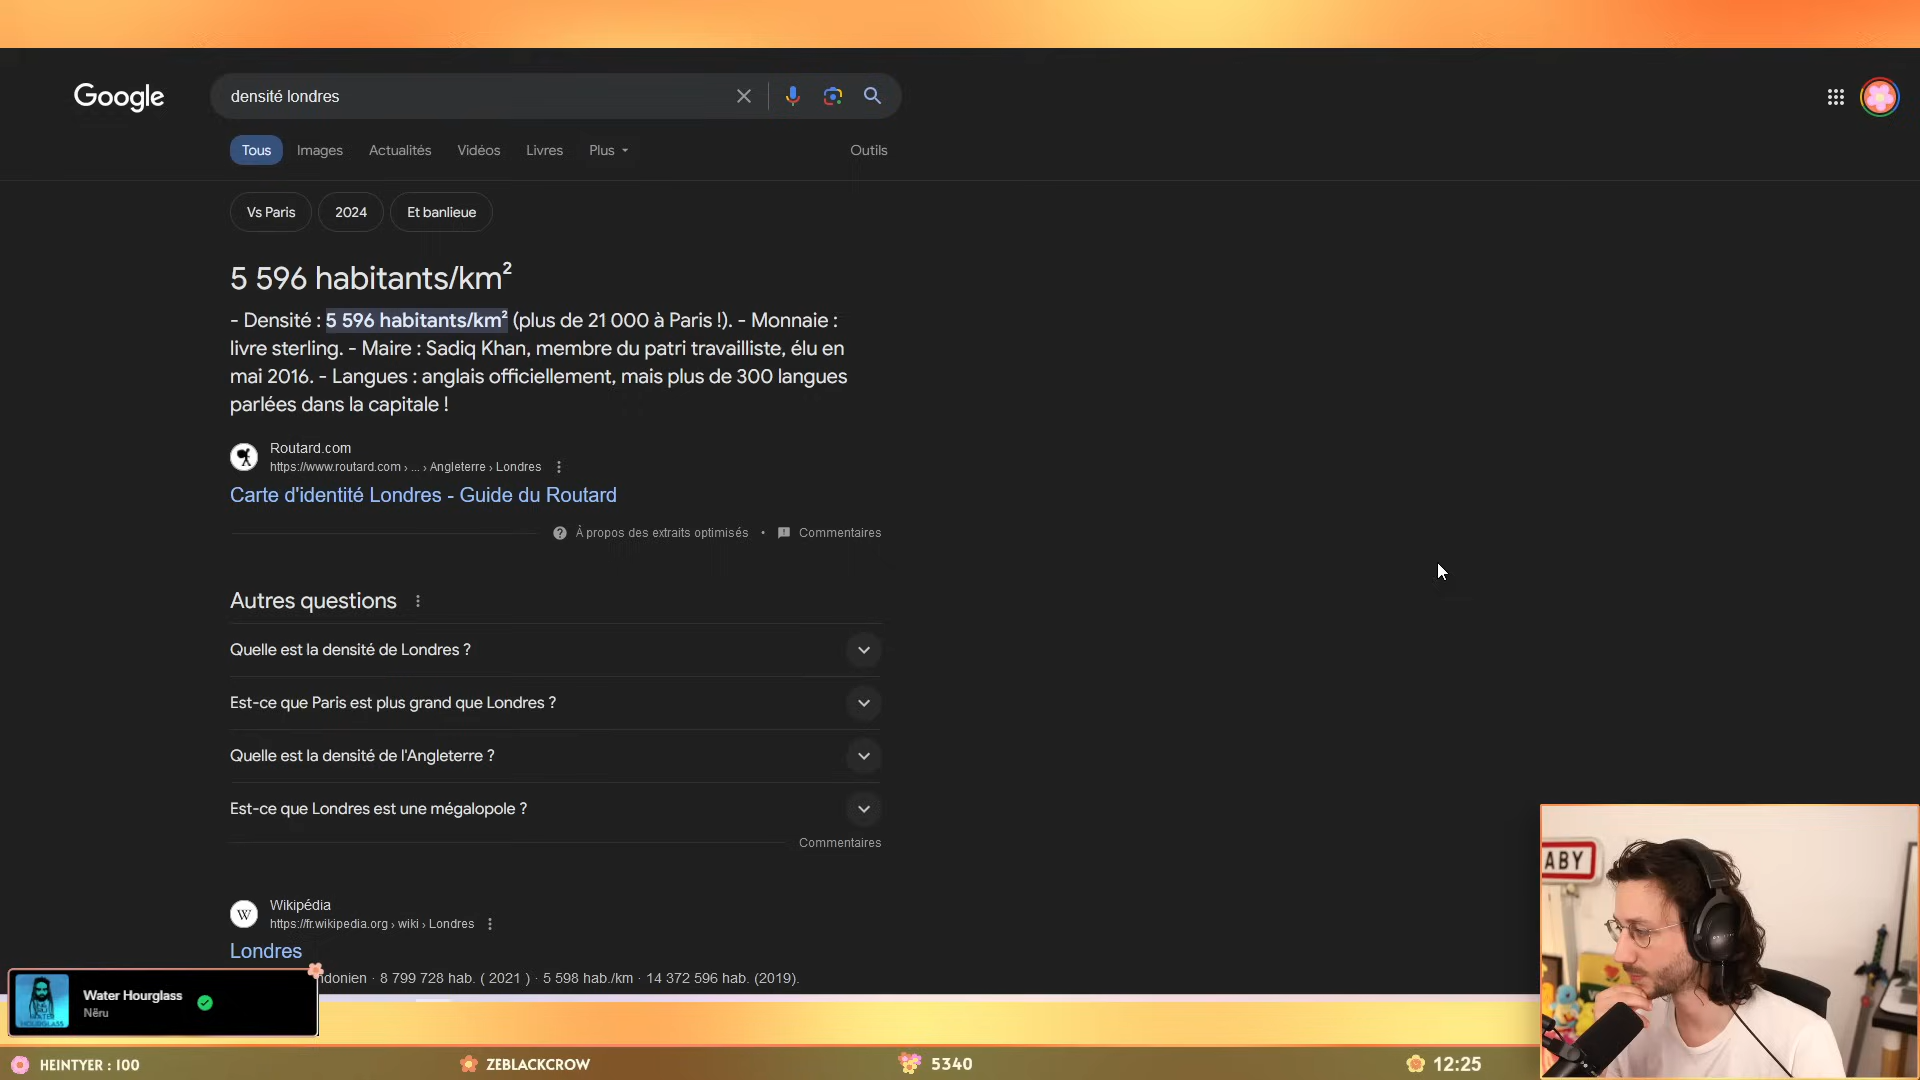 Google
densité londres
Tous
Images
Actualités
Vidéos
Livres
Plus
Outils
Vs Paris
2024
Et banlieue
5 596 habitants/km²
- Densité : 5 596 habitants/km² (plus de 21 000 à Paris !). - Monnaie :
livre sterling. - Maire : Sadiq Khan, membre du patri travailliste, élu en
mai 2016. - Langues : anglais officiellement, mais plus de 300 langues
parlées dans la capitale !
Routard.com
https://www.routard.com › ... › Angleterre › Londres
Carte d'identité Londres - Guide du Routard
À propos des extraits optimisés • Commentaires
Autres questions
Quelle est la densité de Londres ?
Est-ce que Paris est plus grand que Londres ?
Quelle est la densité de l'Angleterre ?
Est-ce que Londres est une mégalopole ?
Commentaires
W
Wikipédia
https://fr.wikipedia.org › wiki › Londres
Londres
donien · 8 799 728 hab. ( 2021 ) · 5 598 hab./km · 14 372 596 hab. (2019).
Water Hourglass
Nëru
ABY
HEINTYER : 100
ZEBLACKCROW
5340
12:25